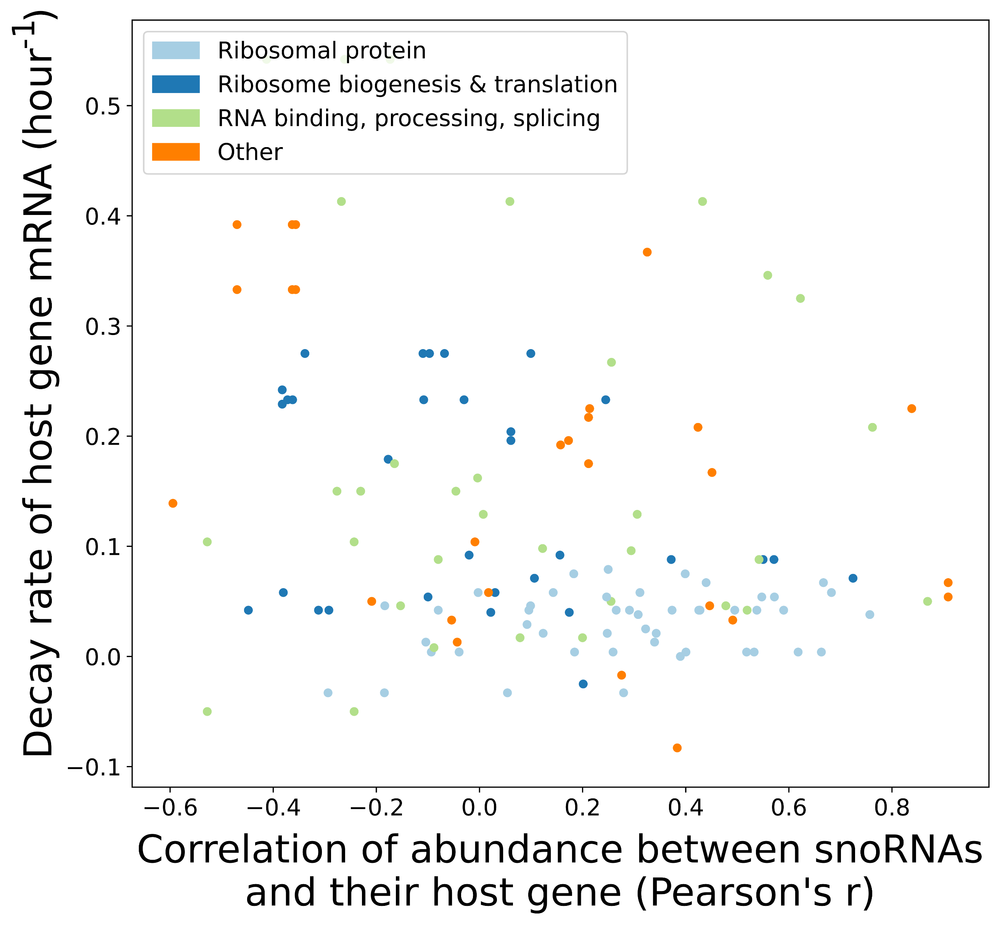 Decay rate of host gene mRNA (hour-1)
Ribosomal protein
Ribosome biogenesis & translation
RNA binding, processing, splicing
Other
0.5
0.4
0.3
0.2
0.1
0.0
−0.1
−0.6 −0.4 −0.2 0.0 0.2 0.4 0.6 0.8
Correlation of abundance between snoRNAs
and their host gene (Pearson's r)